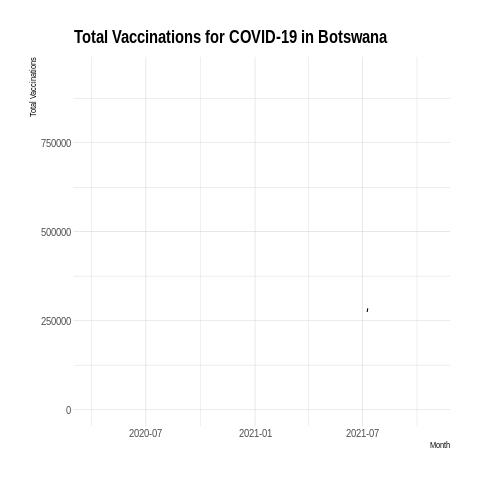 Total Vaccinations for COVID-19 in Botswana
Total Vaccinations
750000
500000
250000
0
2020-07
2021-01
2021-07
Month